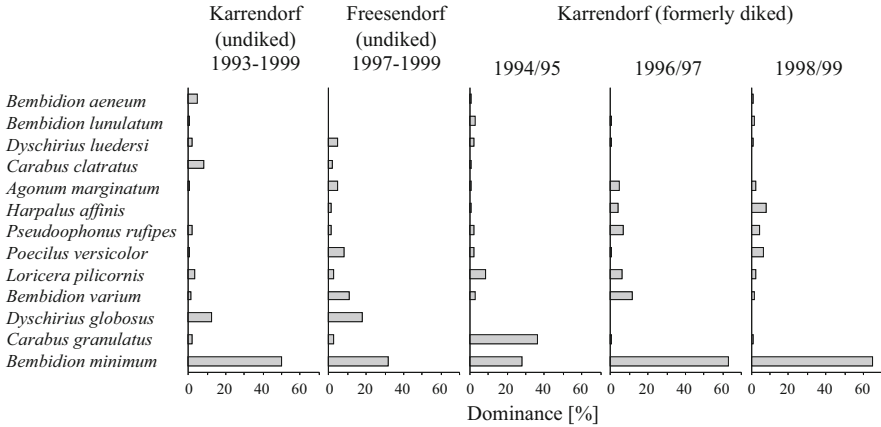 Karrendorf (undiked) 1993-1999
Freesendorf (undiked) 1997-1999
Karrendorf (formerly diked)
1994/95
1996/97
1998/99
Bembidion aeneum
Bembidion lunulatum
Dyschirius luedersi
Carabus clatratus
Agonum marginatum
Harpalus affinis
Pseudoophonus rufipes
Poecilus versicolor
Loricera pilicornis
Bembidion varium
Dyschirius globosus
Carabus granulatus
Bembidion minimum
0 20 40 60 0 20 40 60 0 20 40 60 0 20 40 60 0 20 40 60
Dominance [%]